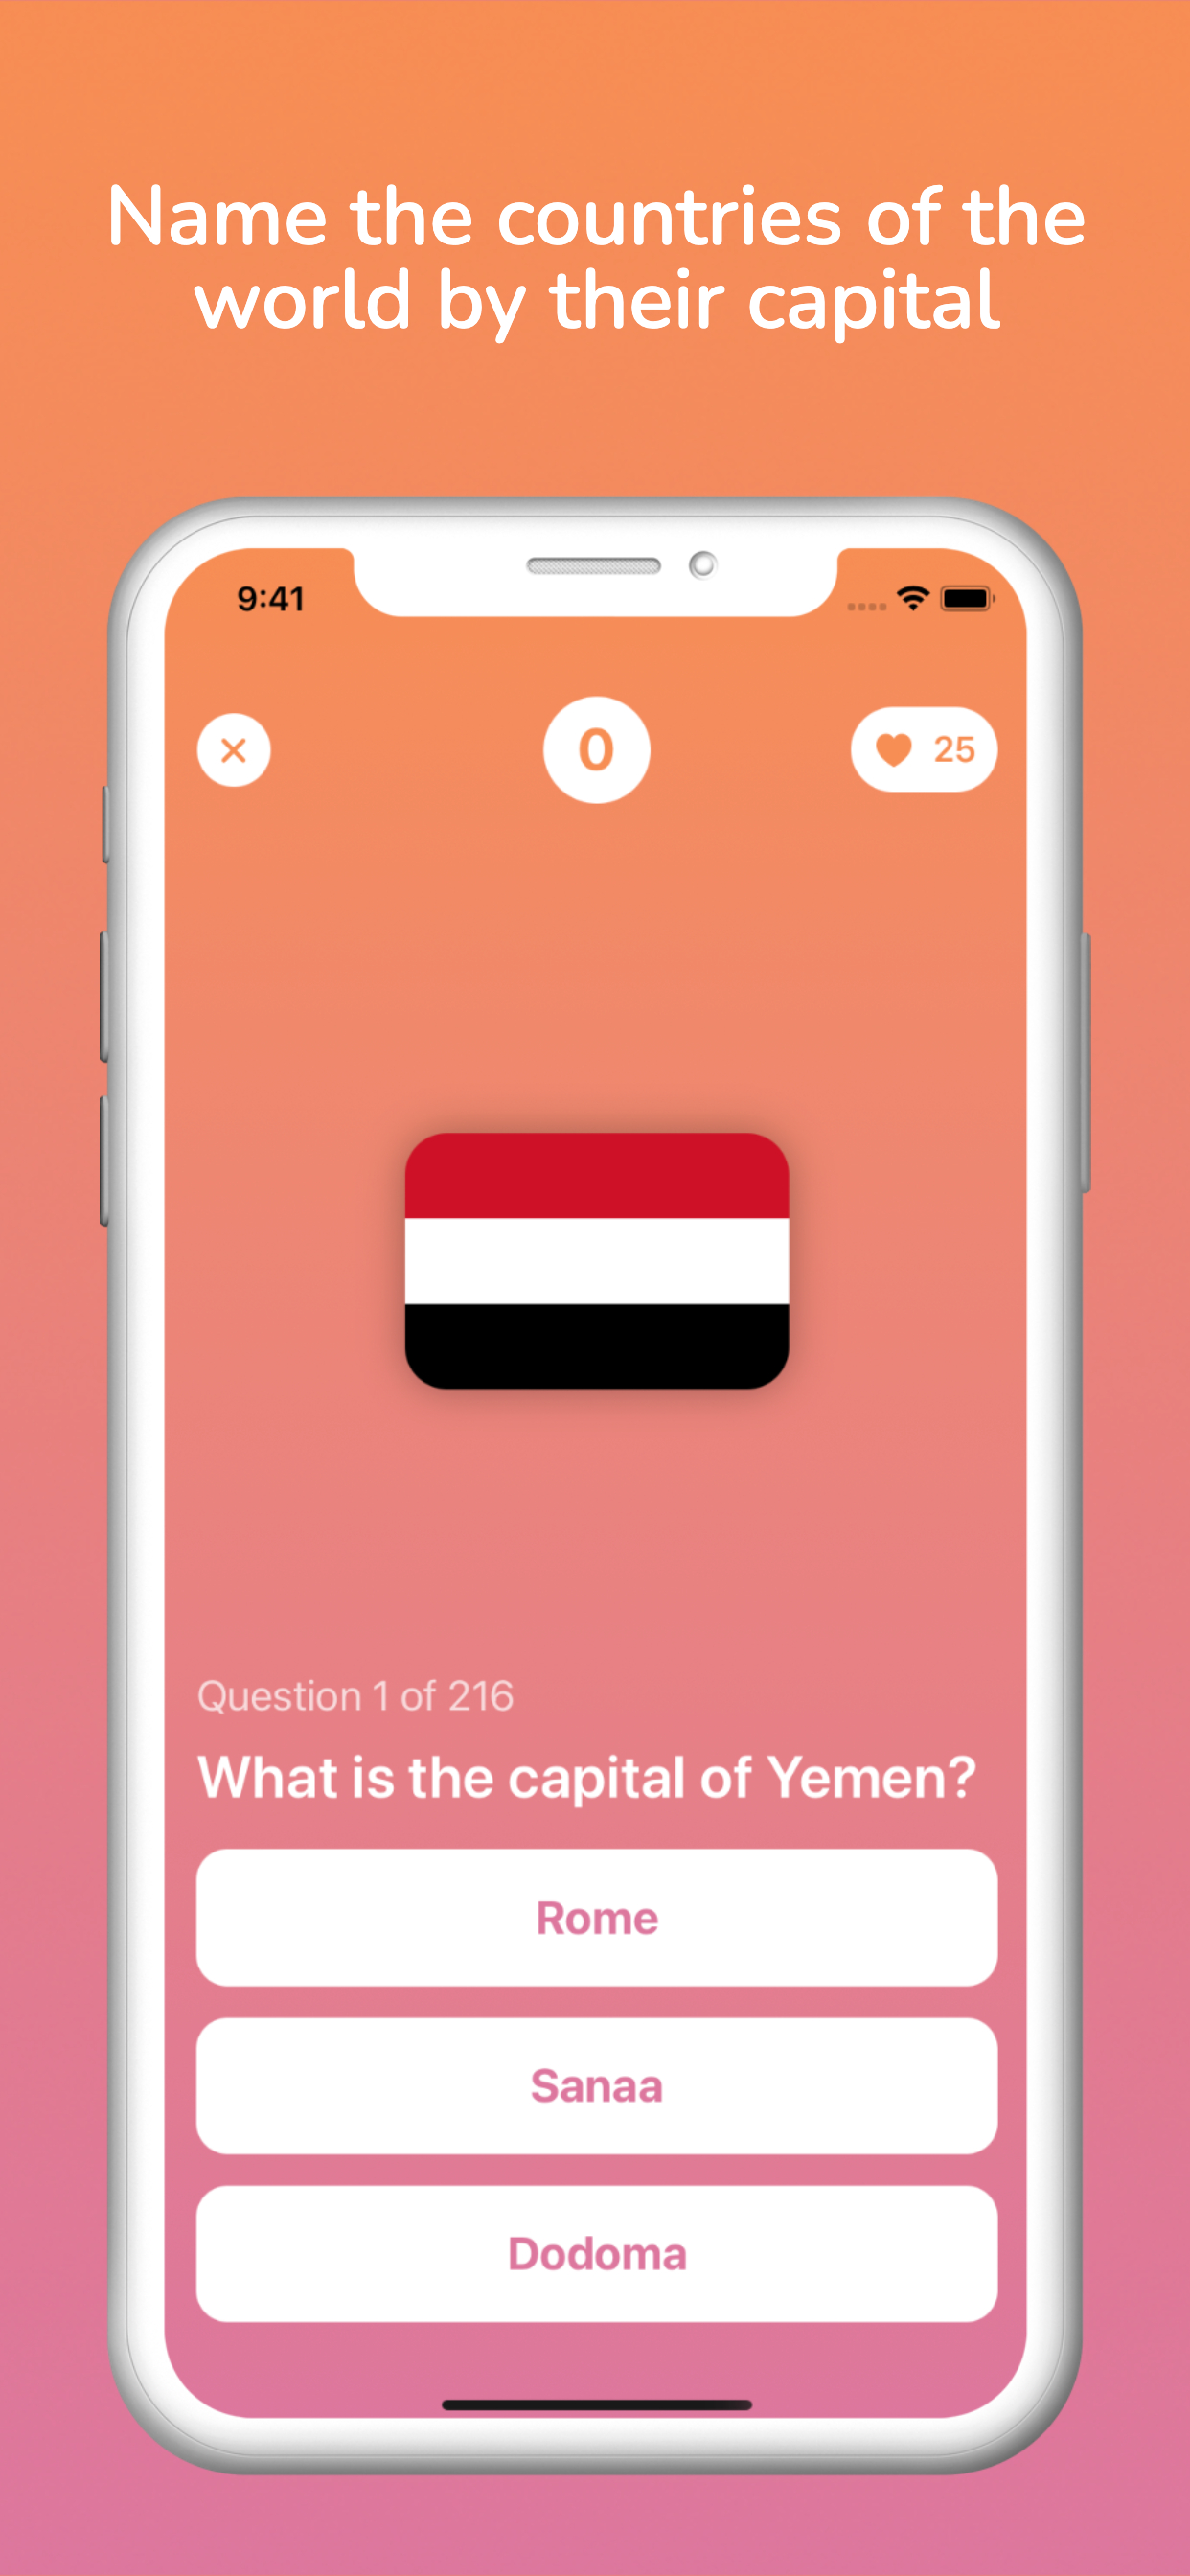 Name the countries of the
world by their capital
9:41
0
25
Question 1 of 216
What is the capital of Yemen?
Rome
Sanaa
Dodoma